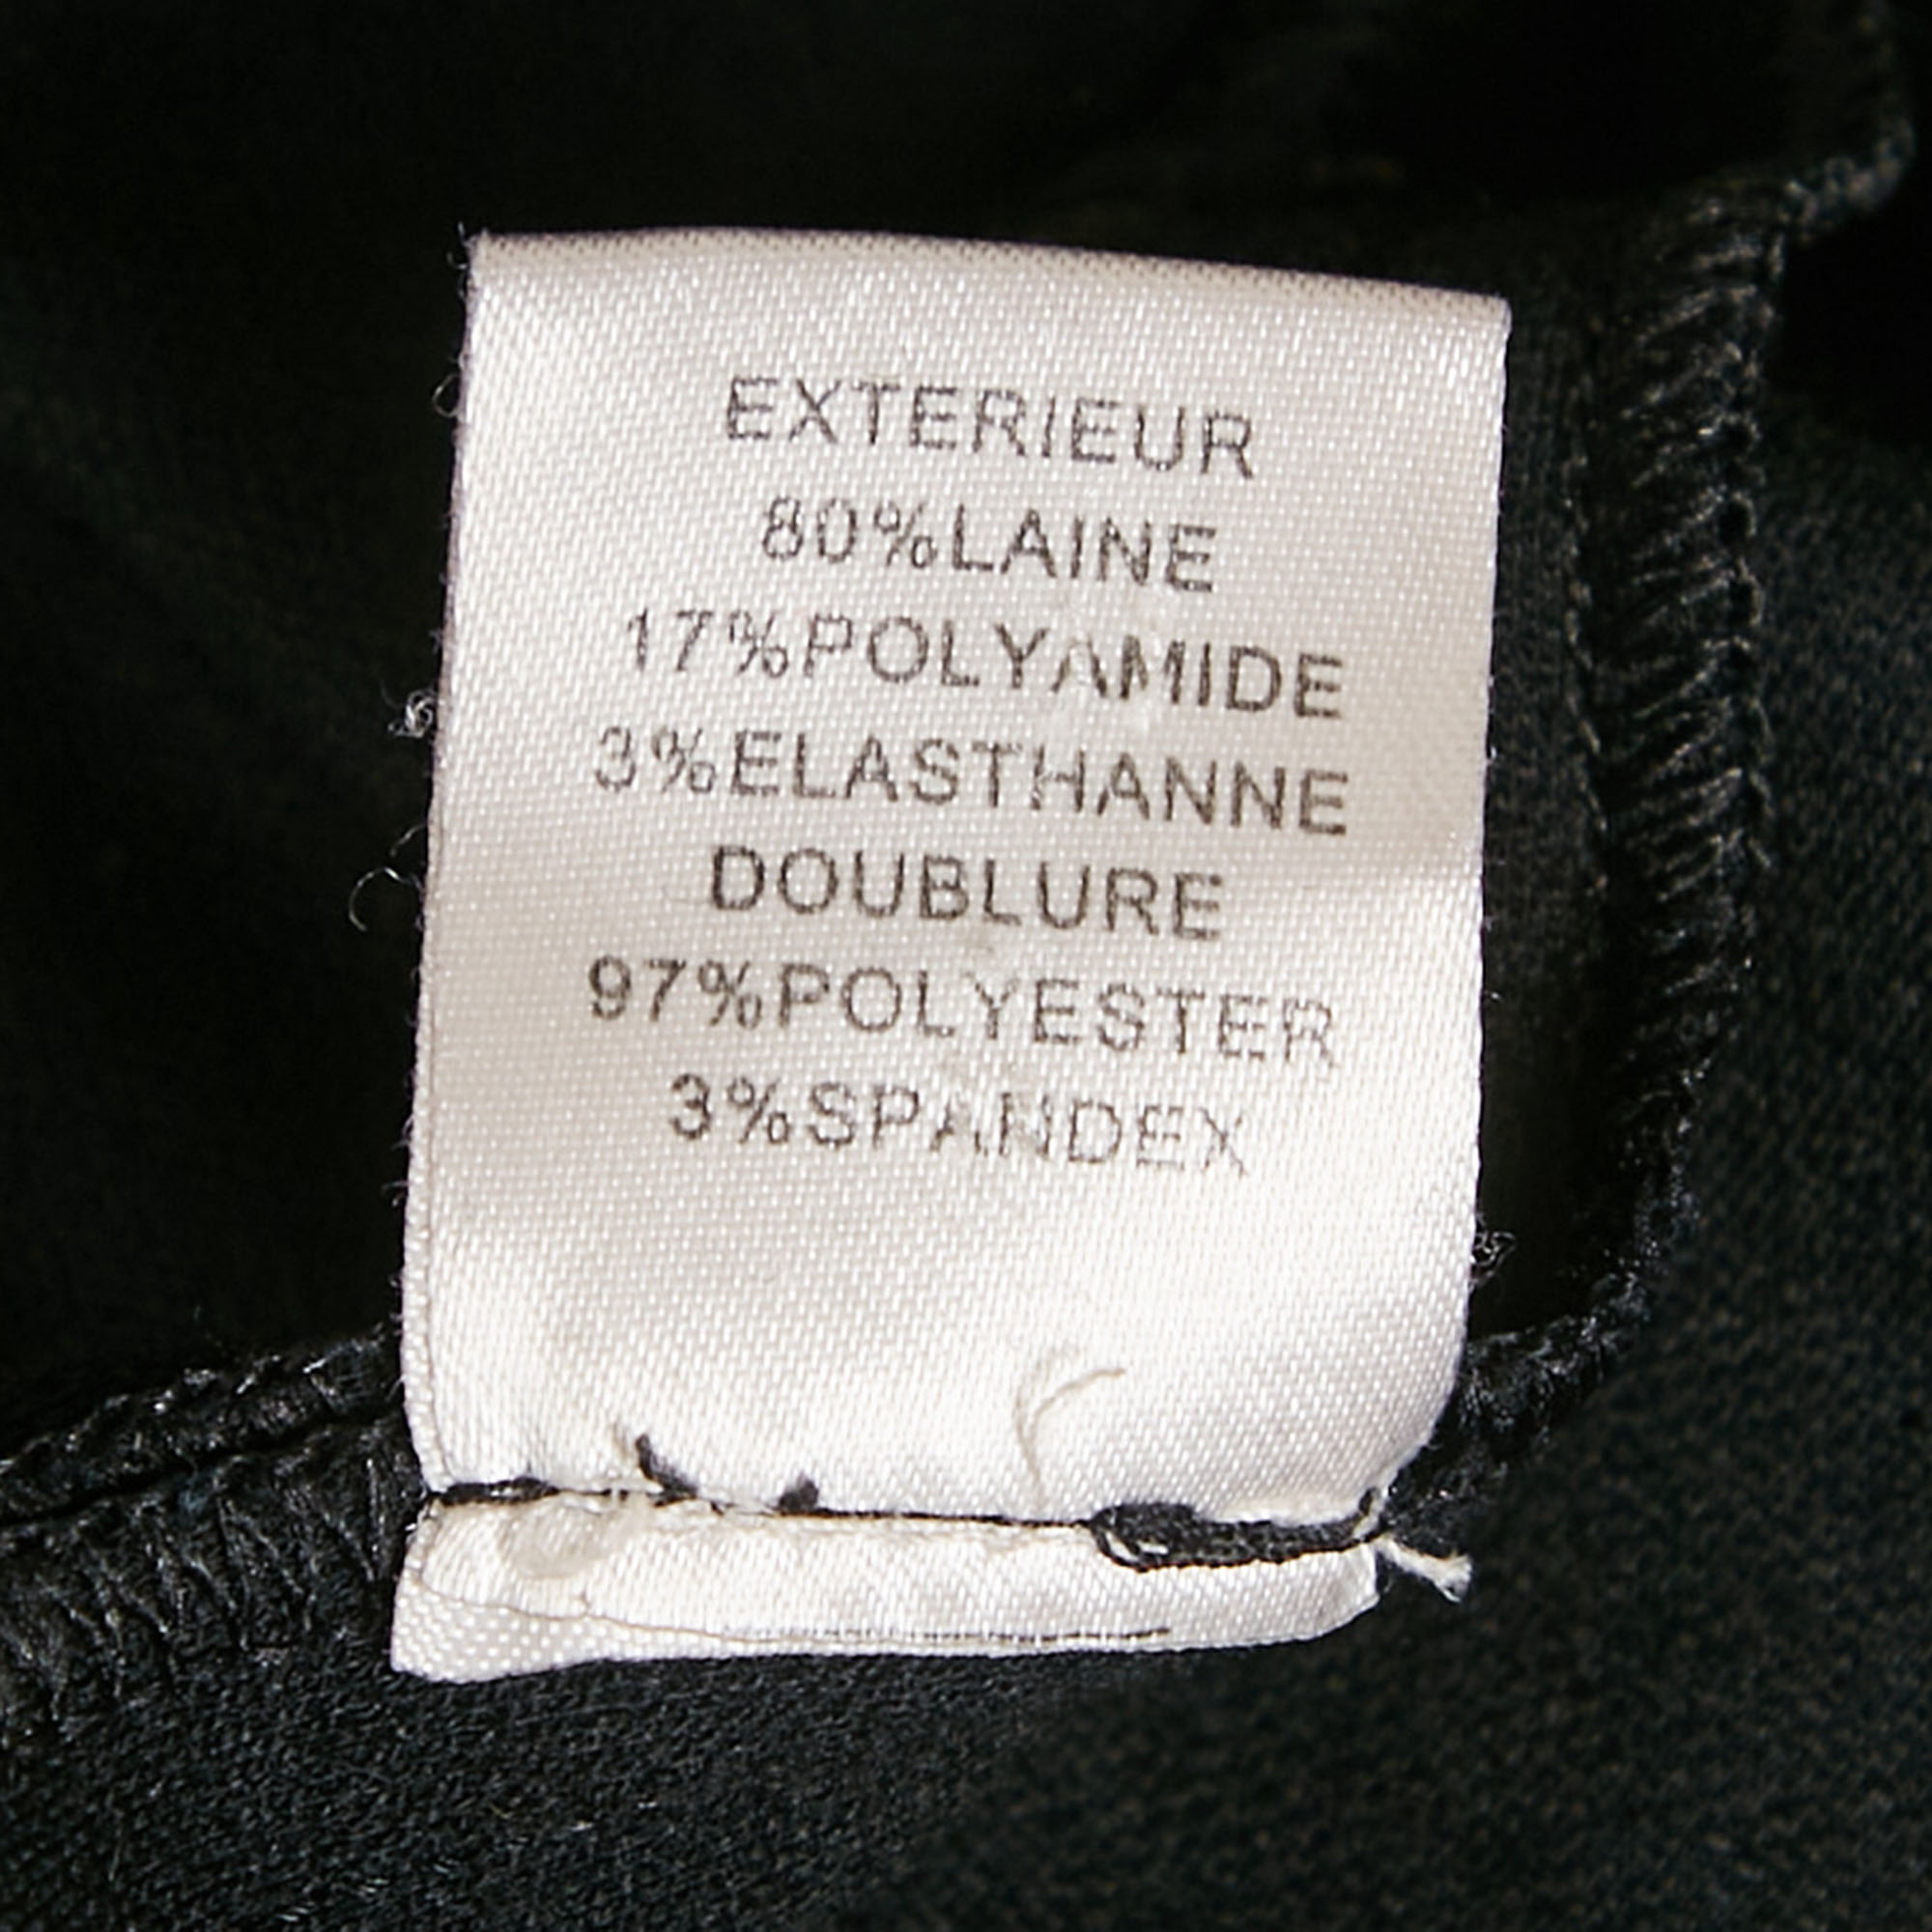 EXTERIEUR
80%LAINE
17%POLYAMIDE
3%ELASTHANNE
DOUBLURE
97%POLYESTER
3%SPANDEX